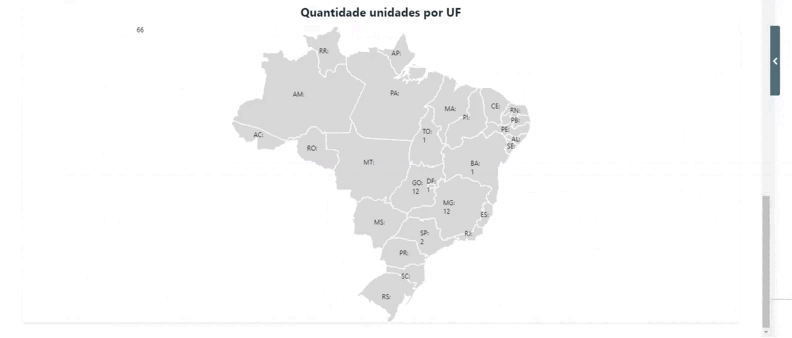 Quantidade unidades por UF
66
RR:
AP:
AM:
PA:
MA:
CE:
RN:
PB:
PI:
PE:
AL:
SE:
AC:
TO:
1
RO:
MT:
BA:
1
GO:
12
DF:
1
MG:
12
ES:
MS:
SP:
2
RJ:
PR:
SC:
RS: